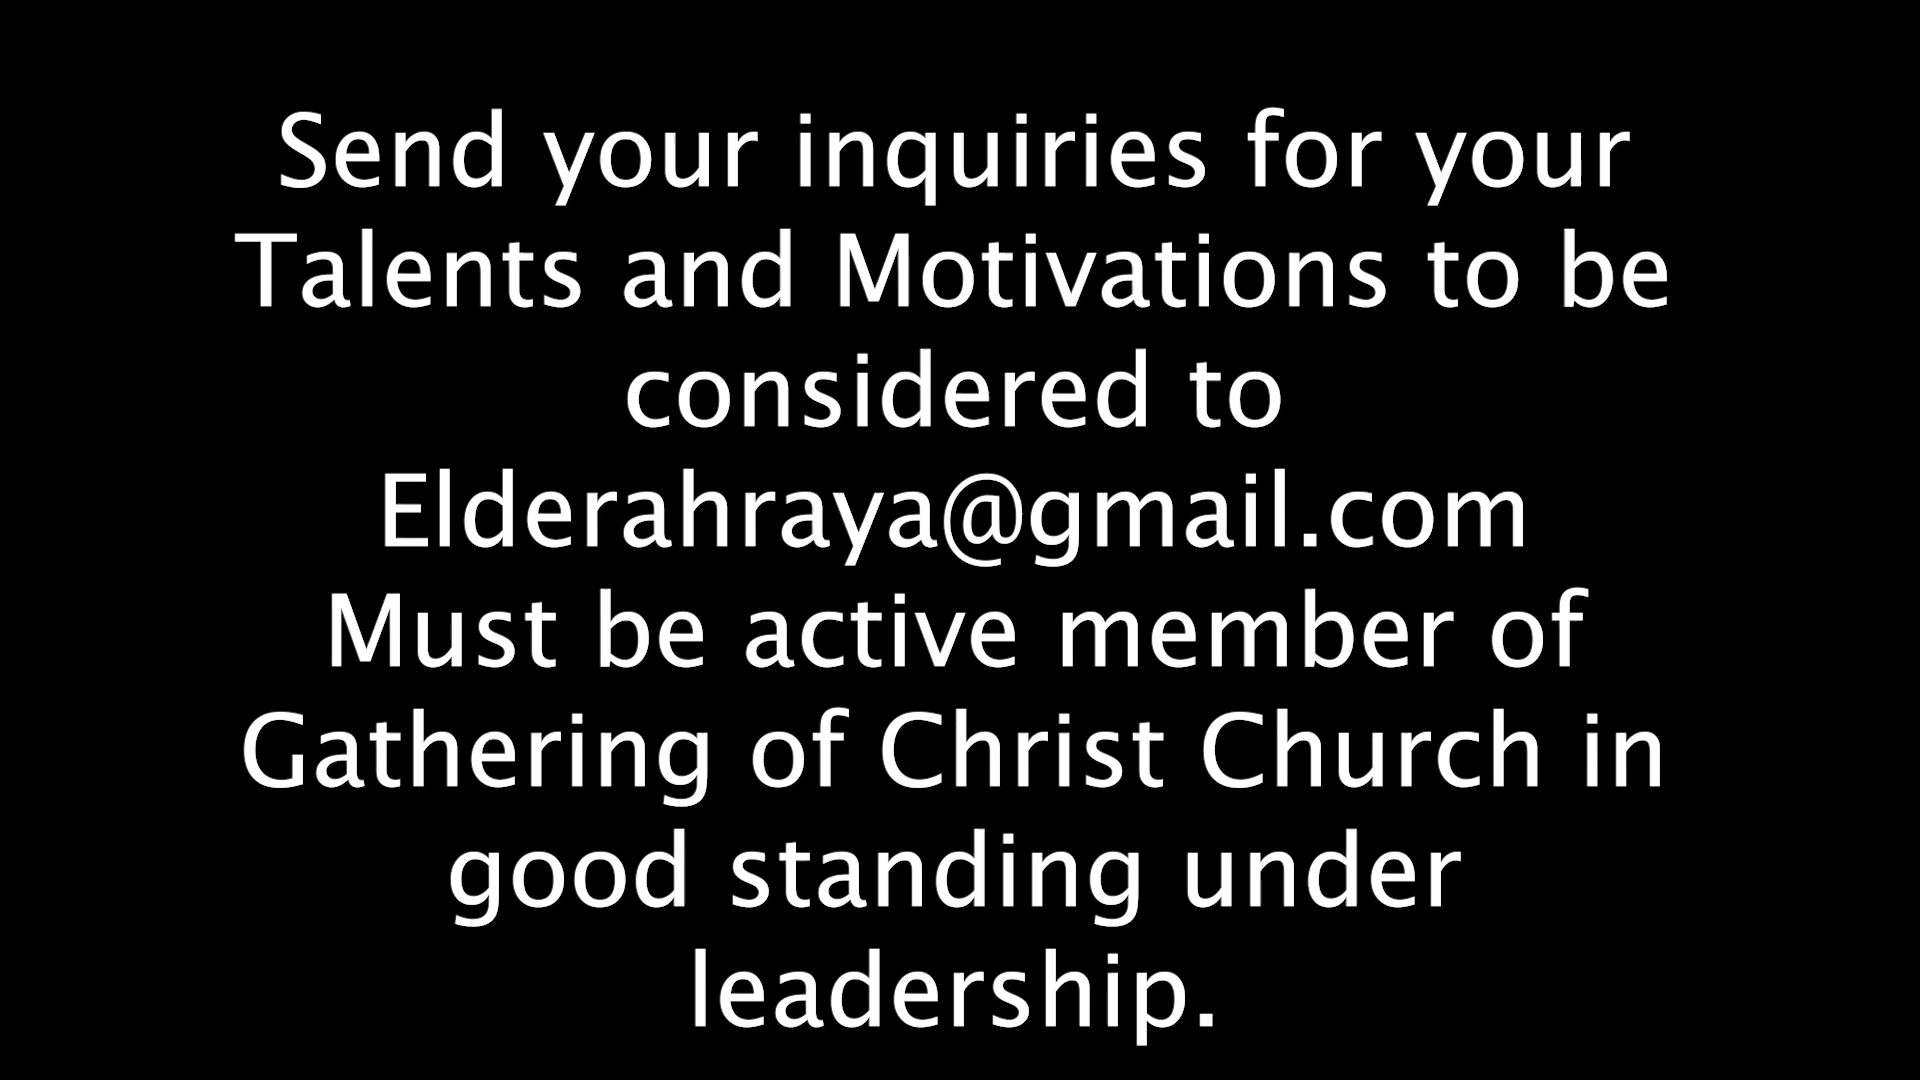 Send your inquiries for your
Talents and Motivations to be
considered to
Elderahraya@gmail.com
Must be active member of
Gathering of Christ Church in
good standing under
leadership.